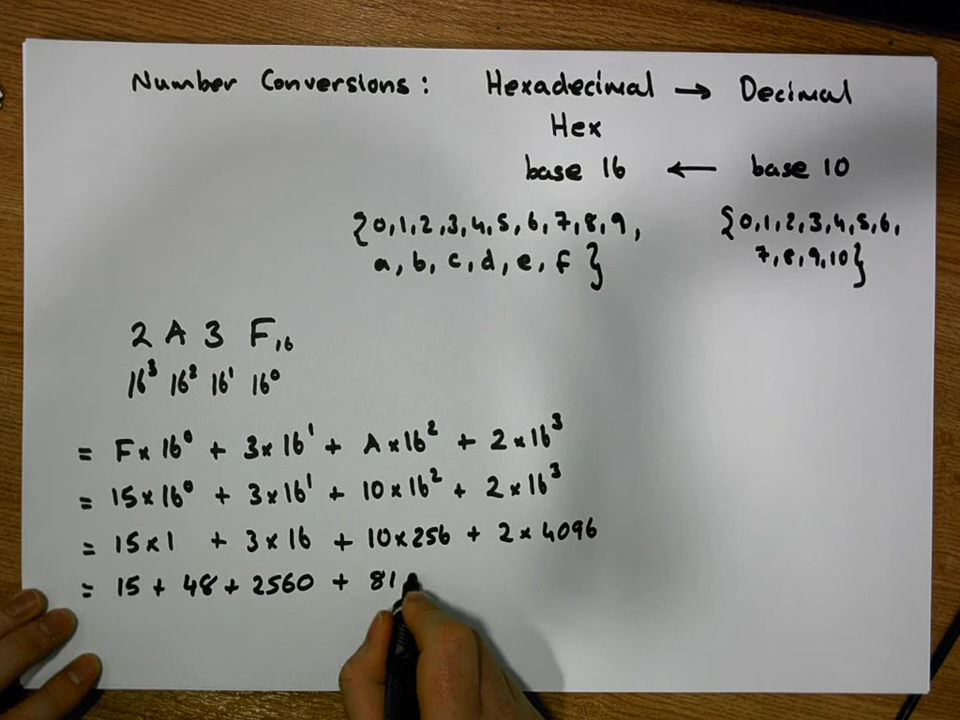 Number Conversions: Hexadecimal → Decimal
Hex
base 16 ← base 10
{0,1,2,3,4,5,6,7,8,9, {0,1,2,3,4,5,6,
a,b,c,d,e,f} 7,8,9,10}
2 A 3 F₁₆
16³ 16² 16¹ 16⁰
= F×16⁰ + 3×16¹ + A×16² + 2×16³
= 15×16⁰ + 3×16¹ + 10×16² + 2×16³
= 15×1 + 3×16 + 10×256 + 2×4096
= 15 + 48 + 2560 + 81